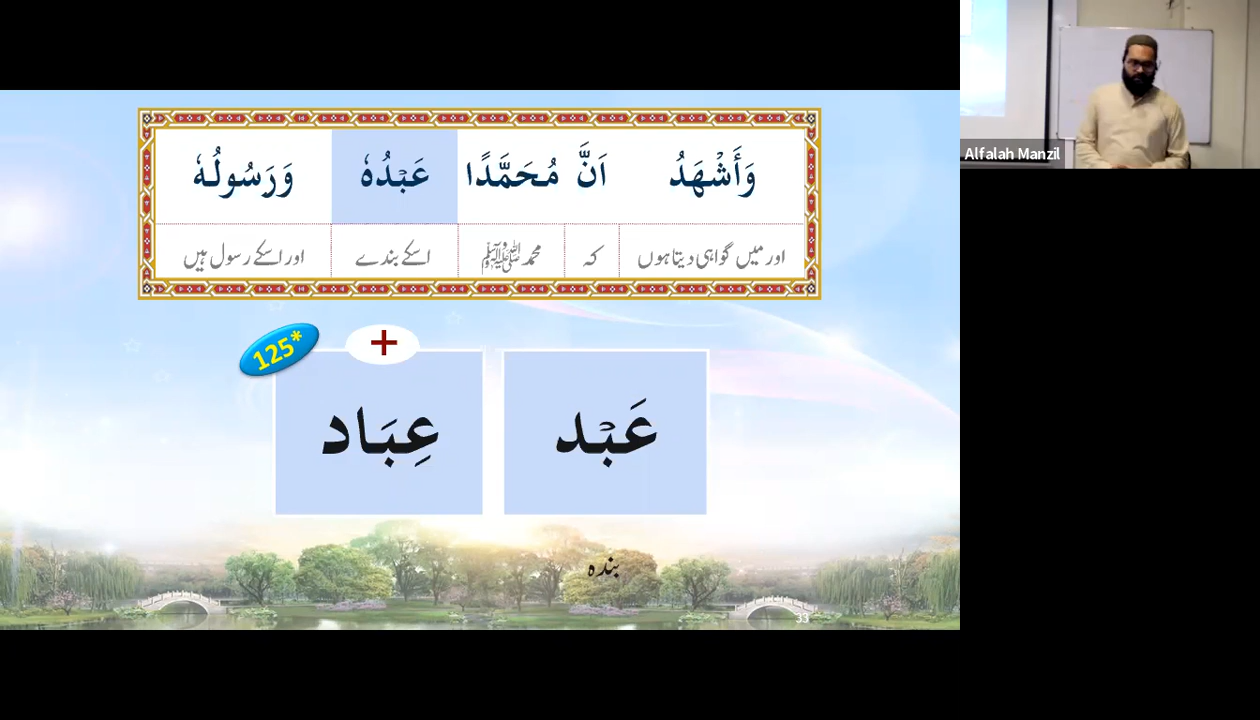 وَأَشْهَدُ اَنَّ مُحَمَّدًا عَبْدُهٗ وَرَسُولُهٗ
اور میں گواہی دیتا ہوں کہ محمد ﷺ اسکے بندے اور اسکے رسول ہیں
125*
+
عَبْد عِبَاد
بندہ
33
Alfalah Manzil